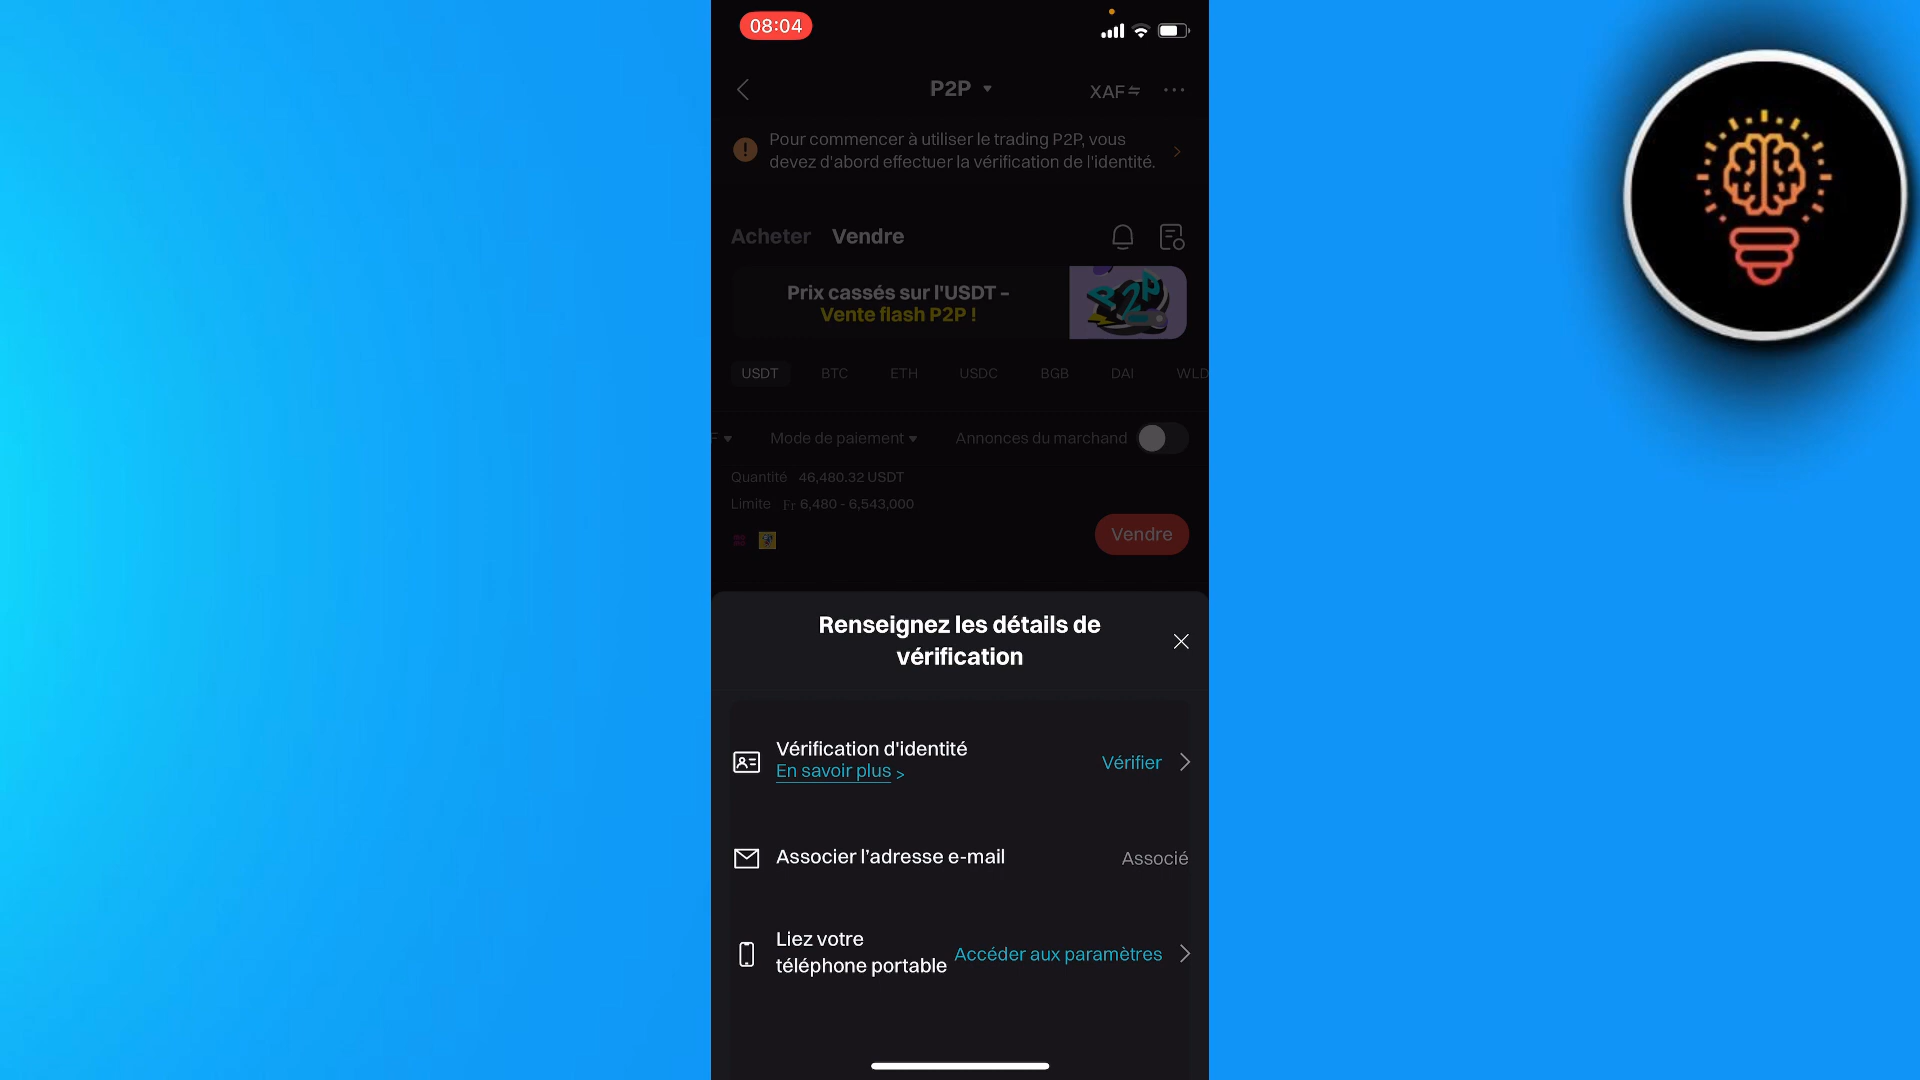 08:04
P2P
XAF
Pour commencer à utiliser le trading P2P, vous
devez d'abord effectuer la vérification de l'identité.
Acheter Vendre
Prix cassés sur l'USDT –
Vente flash P2P !
P2P
USDT BTC ETH USDC BGB DAI WLD
F Mode de paiement Annonces du marchand
Quantité 46,480.32 USDT
Limite Fr 6,480 - 6,543,000
Vendre
Renseignez les détails de
vérification
Vérification d'identité
En savoir plus >
Vérifier
Associer l’adresse e-mail
Associé
Liez votre
téléphone portable
Accéder aux paramètres